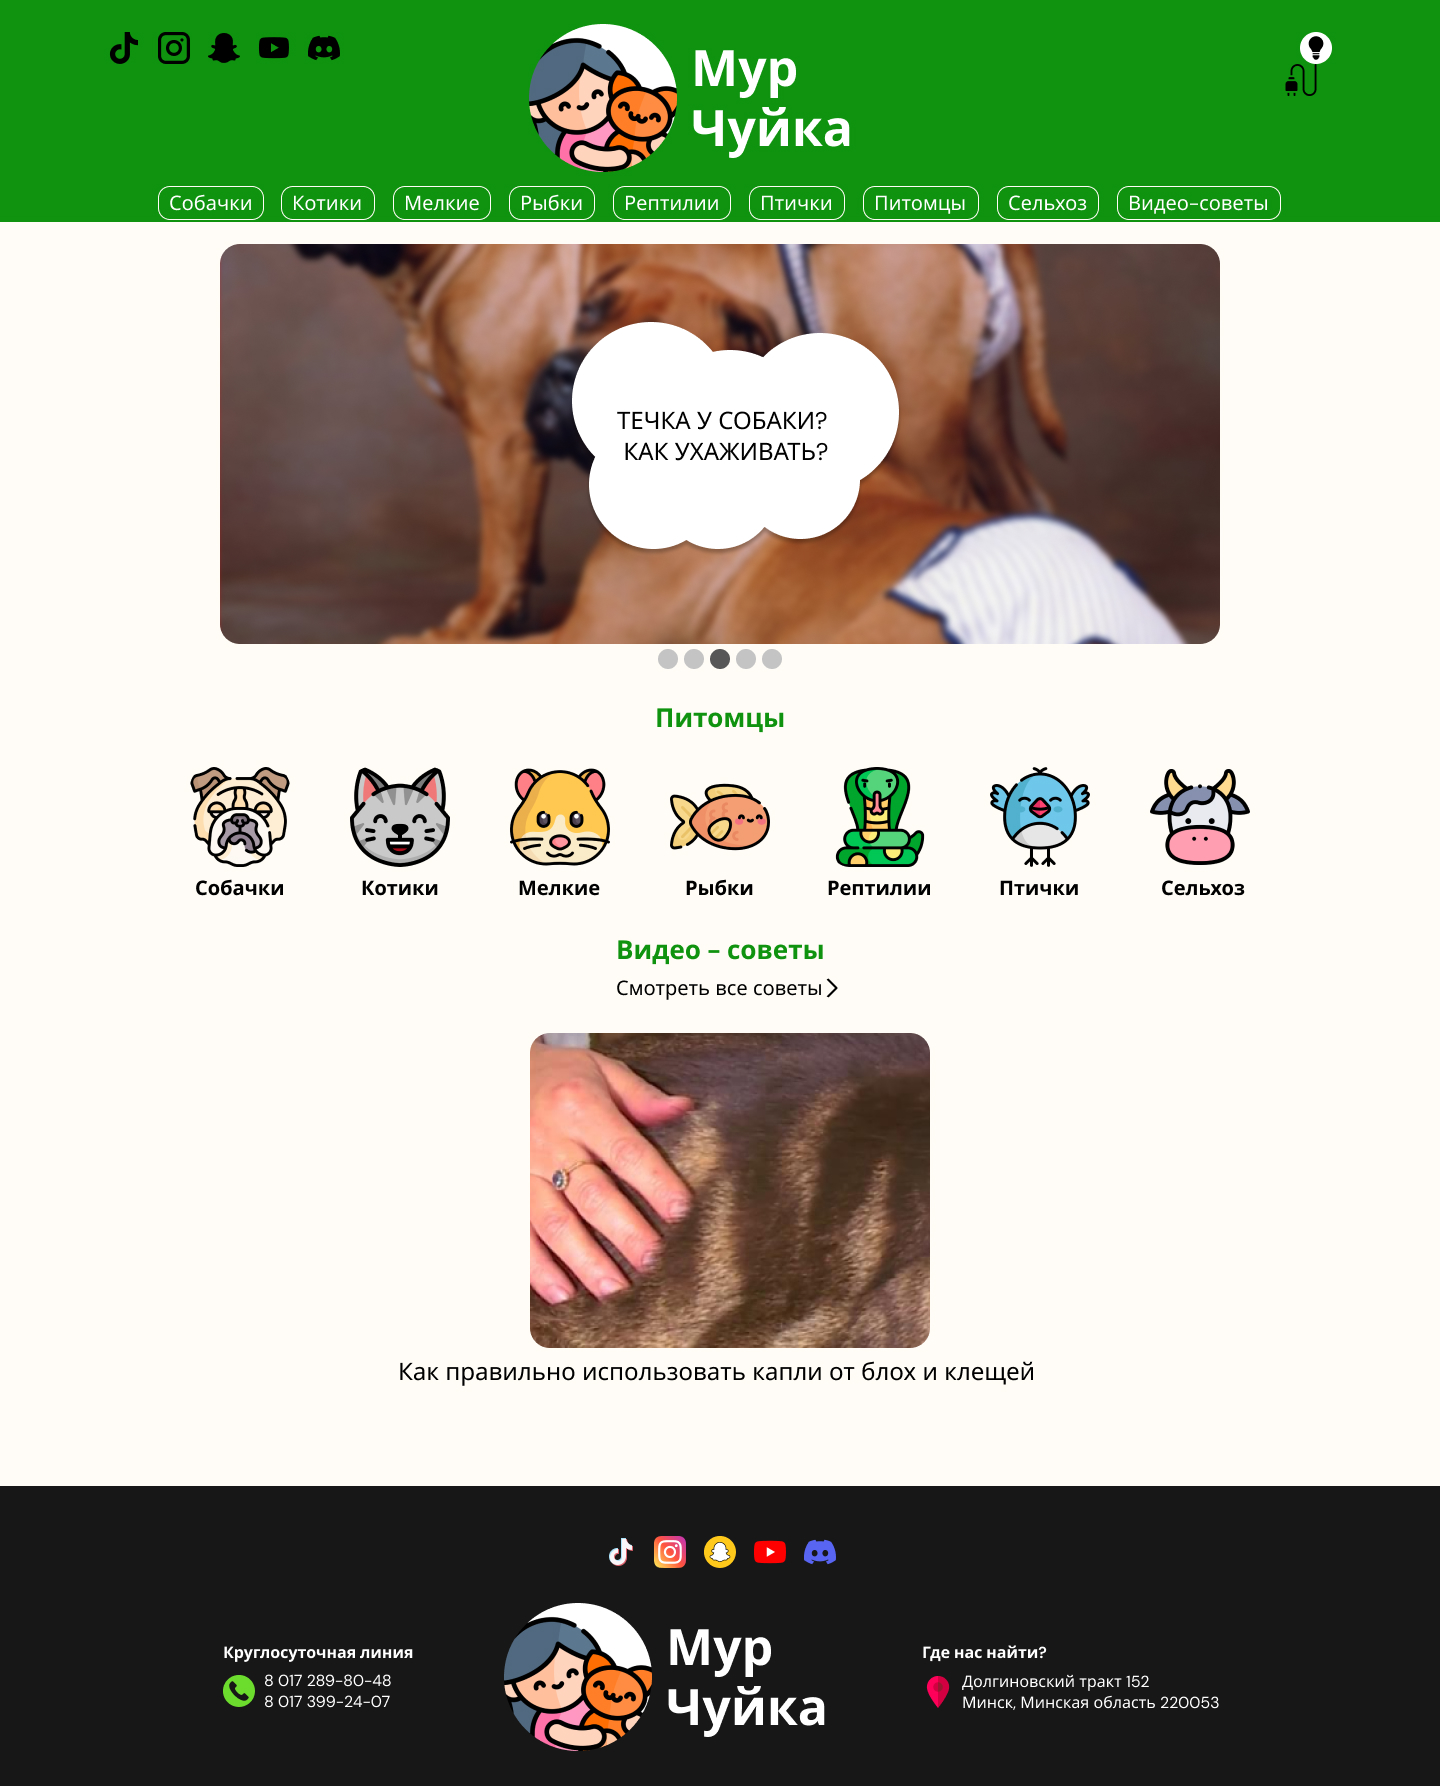 Мур
Чуйка
Собачки
Котики
Мелкие
Рыбки
Рептилии
Птички
Питомцы
Сельхоз
Видео-советы
ТЕЧКА У СОБАКИ?
КАК УХАЖИВАТЬ?
Питомцы
Собачки
Котики
Мелкие
Рыбки
Рептилии
Птички
Сельхоз
Видео – советы
Смотреть все советы
Как правильно использовать капли от блох и клещей
Круглосуточная линия
8 017 289-80-48
8 017 399-24-07
Мур
Чуйка
Где нас найти?
Долгиновский тракт 152
Минск, Минская область 220053